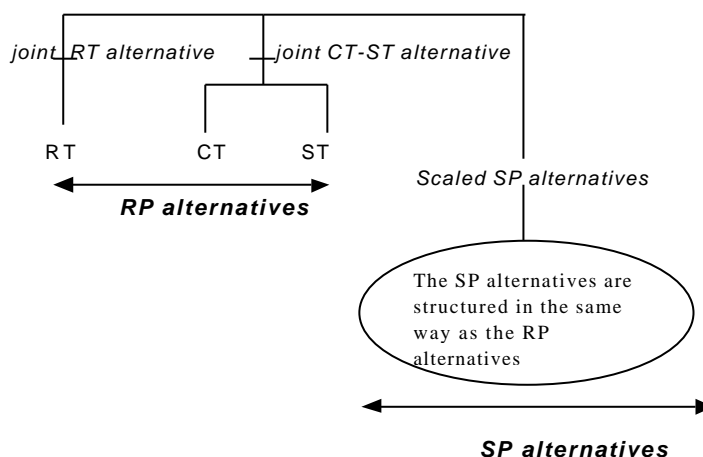 joint RT alternative
joint CT-ST alternative
RT CT ST
Scaled SP alternatives
RP alternatives
The SP alternatives are
structured in the same
way as the RP
alternatives
SP alternatives